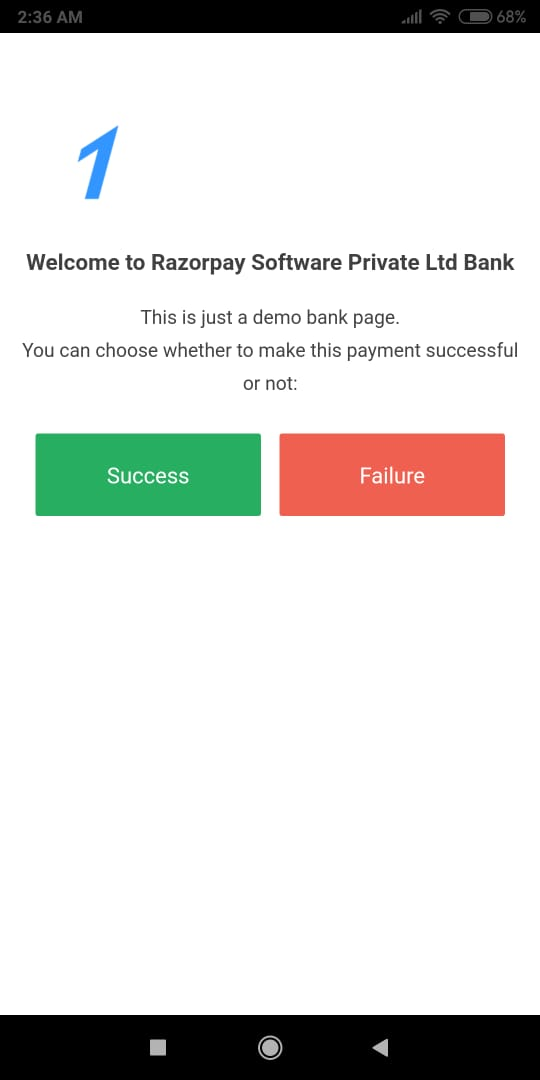 2:36 AM 68%
Welcome to Razorpay Software Private Ltd Bank
This is just a demo bank page.
You can choose whether to make this payment successful
or not:
Success Failure